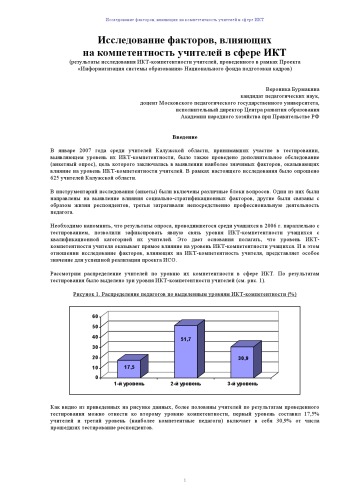 Исследование факторов, влияющих на компетентность учителей в сфере ИКТ
Исследование факторов, влияющих
на компетентность учителей в сфере ИКТ
(результаты исследования ИКТ-компетентности учителей, проведенного в рамках Проекта
«Информатизация системы образования» Национального фонда подготовки кадров)
Вероника Бурмакина
кандидат педагогических наук,
доцент Московского педагогического государственного университета,
исполнительный директор Центра развития образования
Академии народного хозяйства при Правительстве РФ
Введение
В январе 2007 года среди учителей Калужской области, принимавших участие в тестировании,
выявляющем уровень их ИКТ-компетентности, было также проведено дополнительное обследование
(анкетный опрос), цель которого заключалась в выявлении наиболее значимых факторов, оказывающих
влияние на уровень ИКТ-компетентности учителей. В рамках настоящего исследования было опрошено
625 учителей Калужской области.
В инструментарий исследования (анкеты) были включены различные блоки вопросов. Одни из них были
направлены на выявление влияния социально-стратификационных факторов, другие были связаны с
образом жизни респондентов, третьи затрагивали непосредственно профессиональную деятельность
педагога.
Необходимо напомнить, что результаты опроса, проводившегося среди учащихся в 2006 г. параллельно с
тестированием, позволили зафиксировать явную связь уровня ИКТ-компетентности учащихся с
квалификационной категорией их учителей. Это дает основания полагать, что уровень ИКТ-
компетентности учителя оказывает прямое влияние на уровень ИКТ-компетентности учащихся. И в этом
отношении исследование факторов, влияющих на ИКТ-компетентность учителя, представляет особое
значение для успешной реализации проекта ИСО.
Рассмотрим распределение учителей по уровню их компетентности в сфере ИКТ. По результатам
тестирования было выделено три уровня ИКТ-компетентности учителей (см. рис. 1).
Рисунок 1. Распределение педагогов по выделенным уровням ИКТ-компетентности (%)
60
50
40
30
20
10
0
17,5
51,7
30,9
1-й уровень 2-й уровень 3-й уровень
Как видно из приведенных на рисунке данных, более половины учителей по результатам проведенного
тестирования можно отнести ко второму уровню компетентности, первый уровень составил 17,5%
учителей и третий уровень (наиболее компетентные педагоги) включает в себя 30,9% от числа
прошедших тестирование респондентов.
1